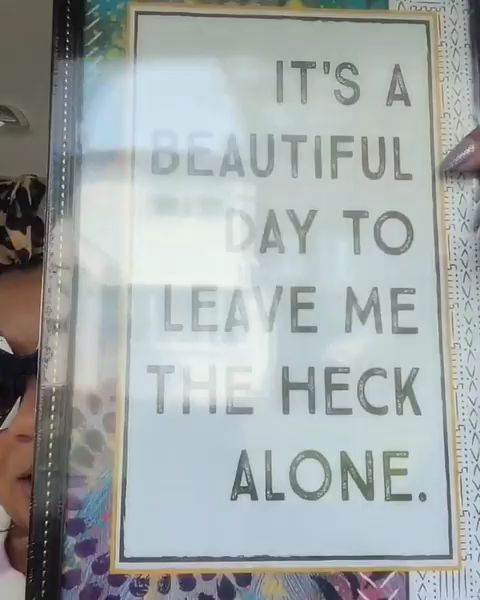 IT'S A
BEAUTIFUL
DAY TO
LEAVE ME
THE HECK
ALONE.